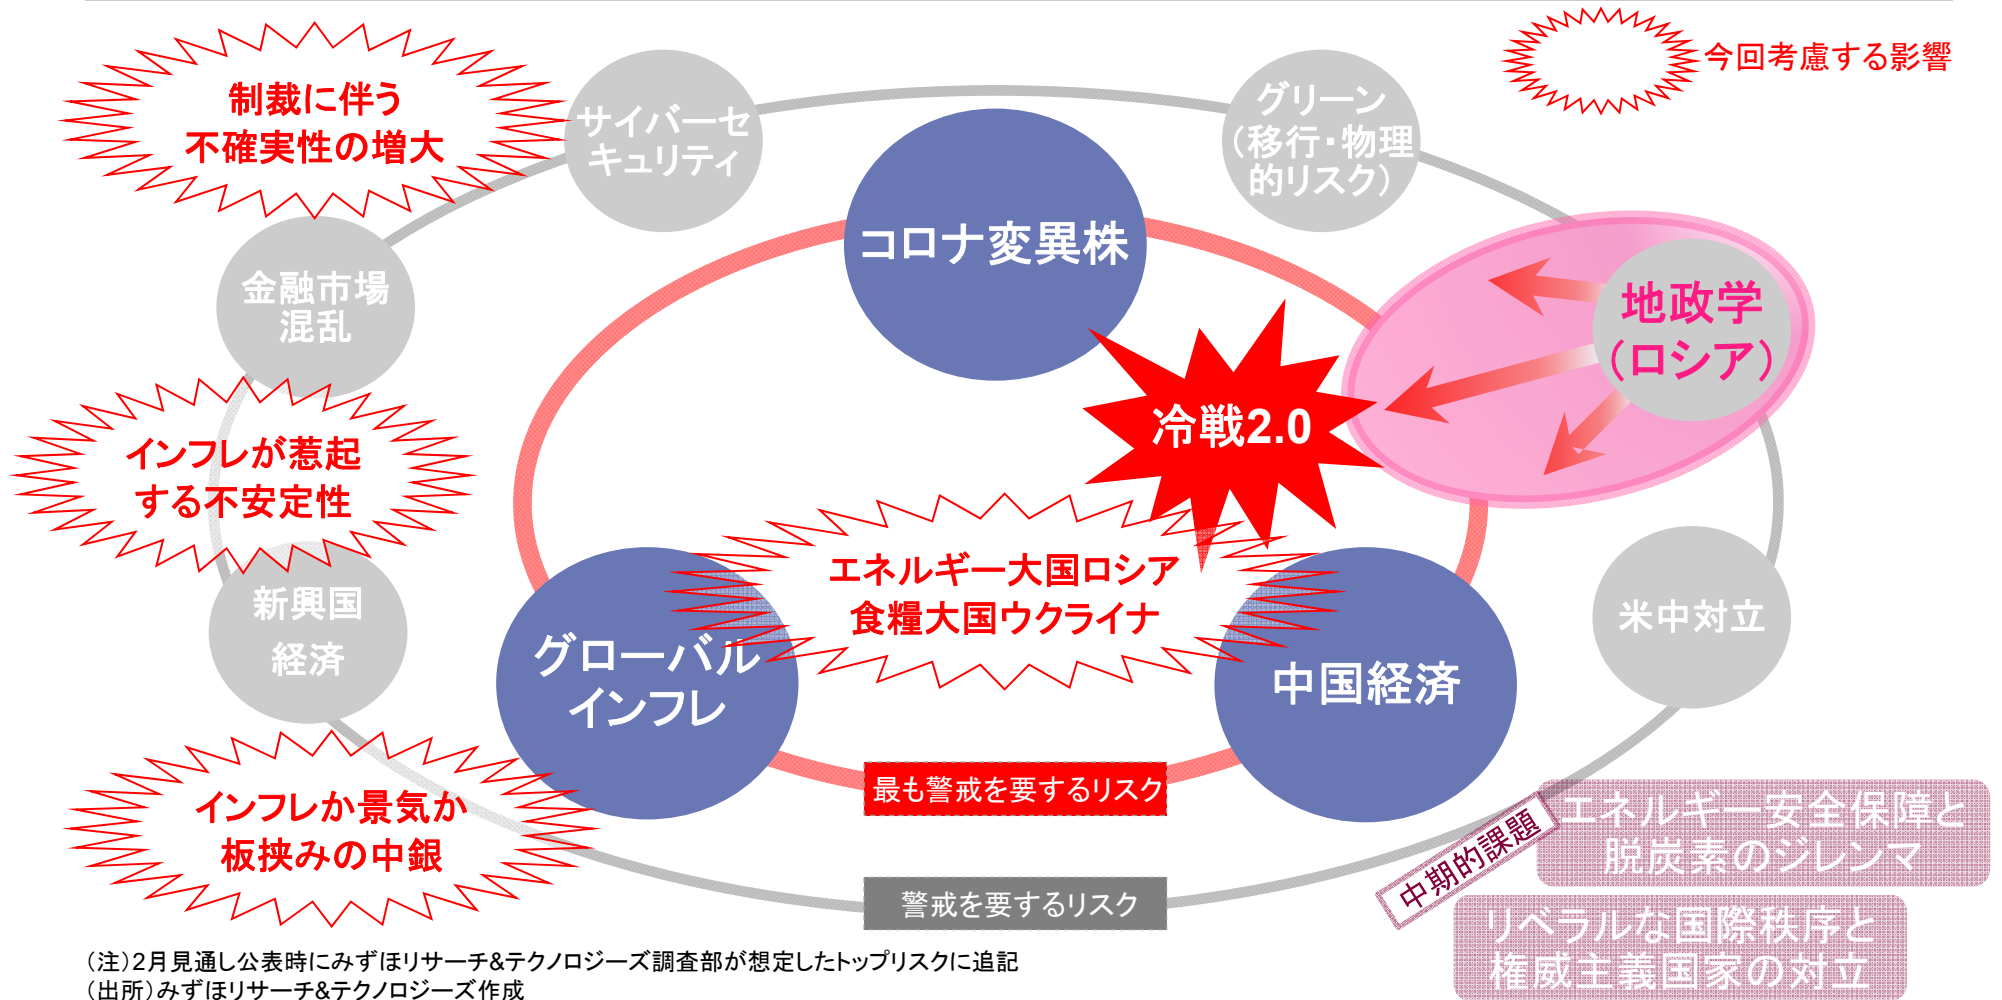 今回考慮する影響
制裁に伴う
不確実性の増大
サイバーセ
キュリティ
グリーン
（移行・物理
的リスク）
コロナ変異株
金融市場
混乱
地政学
（ロシア）
冷戦2.0
インフレが惹起
する不安定性
エネルギー大国ロシア
食糧大国ウクライナ
新興国
経済
グローバル
インフレ
中国経済
米中対立
最も警戒を要するリスク
インフレか景気か
板挟みの中銀
警戒を要するリスク
中期的課題
エネルギー安全保障と
脱炭素のジレンマ
リベラルな国際秩序と
権威主義国家の対立
（注）2月見通し公表時にみずほリサーチ&テクノロジーズ調査部が想定したトップリスクに追記
（出所）みずほリサーチ&テクノロジーズ作成